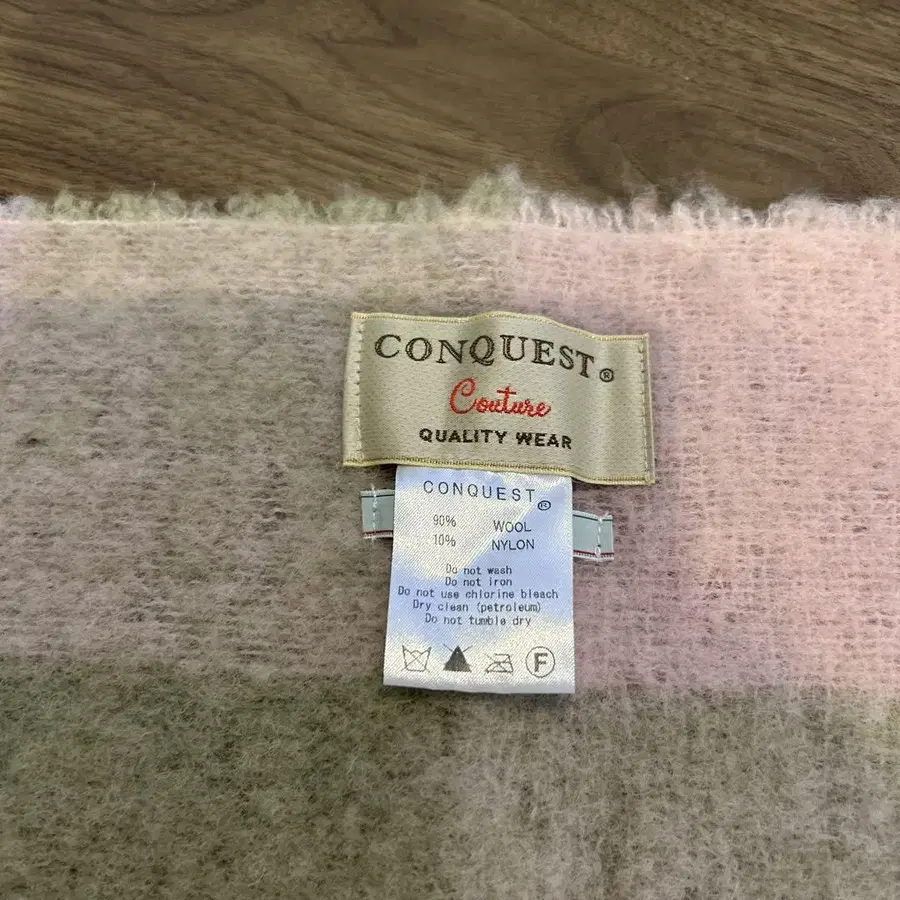 CONQUEST®
Couture
QUALITY WEAR
CONQUEST®
90% WOOL
10% NYLON
Do not wash
Do not iron
Do not use chlorine bleach
Dry clean (petroleum)
Do not tumble dry
F